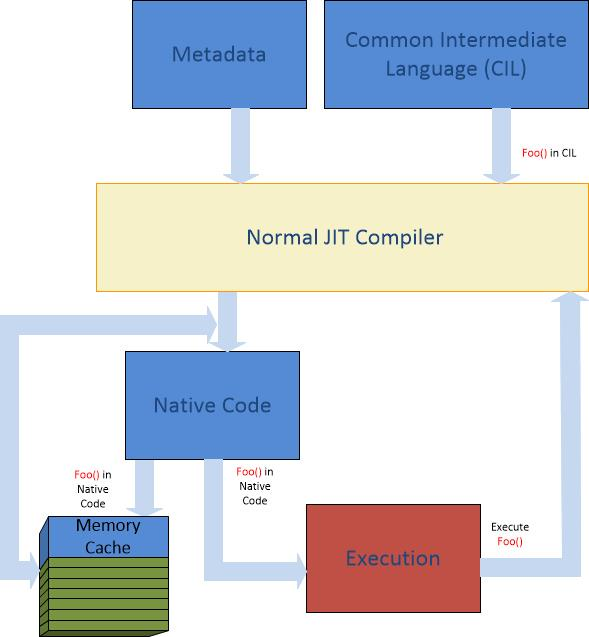 Metadata
Common Intermediate
Language (CIL)
Foo() in CIL
Normal JIT Compiler
Native Code
Foo() in
Native
Code
Foo() in
Native
Code
Memory
Cache
Execution
Execute
Foo()